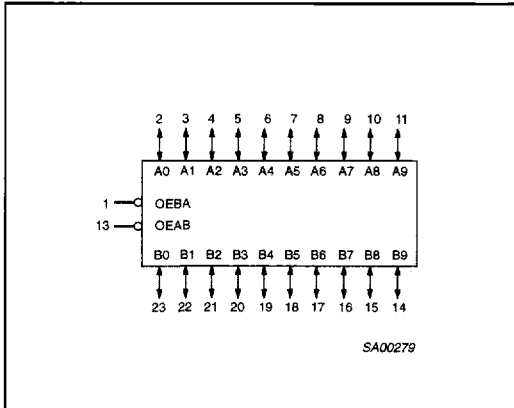 2 3 4 5 6 7 8 9 10 11
A0 A1 A2 A3 A4 A5 A6 A7 A8 A9
1 OEBA
13 OEAB
B0 B1 B2 B3 B4 B5 B6 B7 B8 B9
23 22 21 20 19 18 17 16 15 14
SA00279